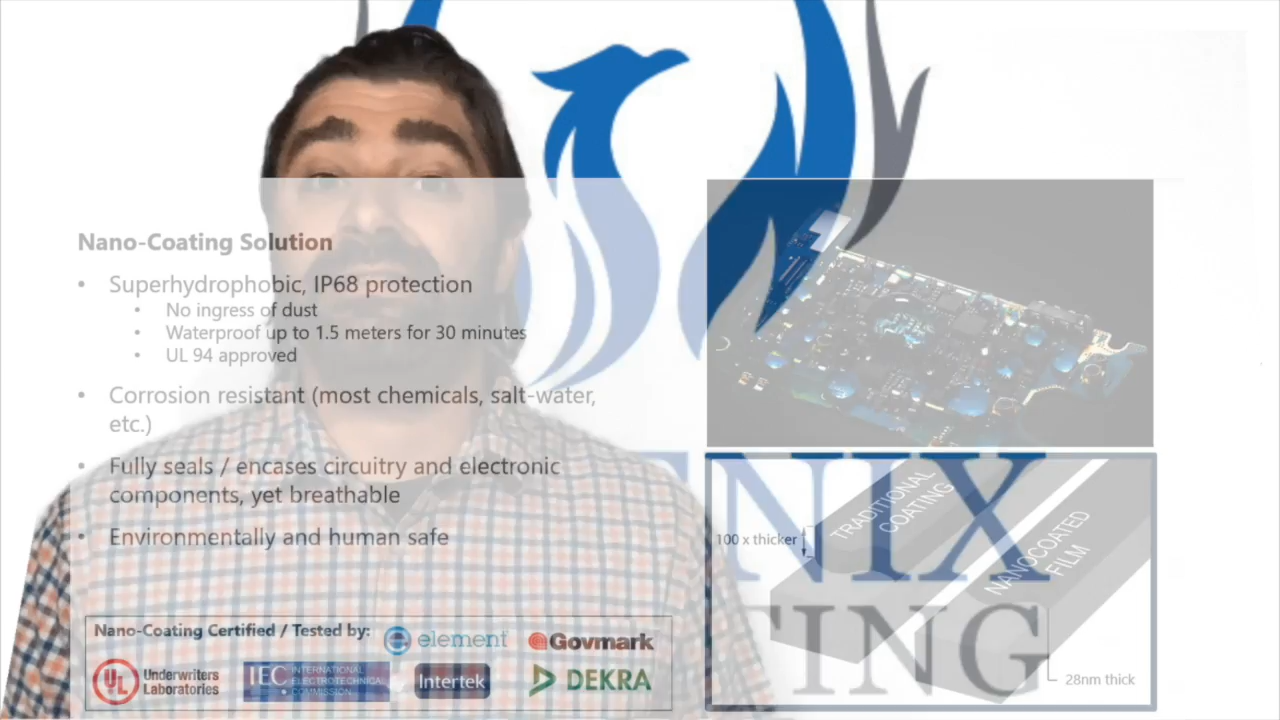 Nano-Coating Solution
• Superhydrophobic, IP68 protection
• No ingress of dust
• Waterproof up to 1.5 meters for 30 minutes
• UL 94 approved
• Corrosion resistant (most chemicals, salt-water,
etc.)
• Fully seals / encases circuitry and electronic
components, yet breathable
• Environmentally and human safe
Nano-Coating Certified / Tested by:
element
Govmark
UL
Underwriters
Laboratories
IEC
INTERNATIONAL
ELECTROTECHNICAL
COMMISSION
Intertek
DEKRA
100 x thicker
TRADITIONAL
COATING
NANOCOATED
FILM
28nm thick
ENIX
TING